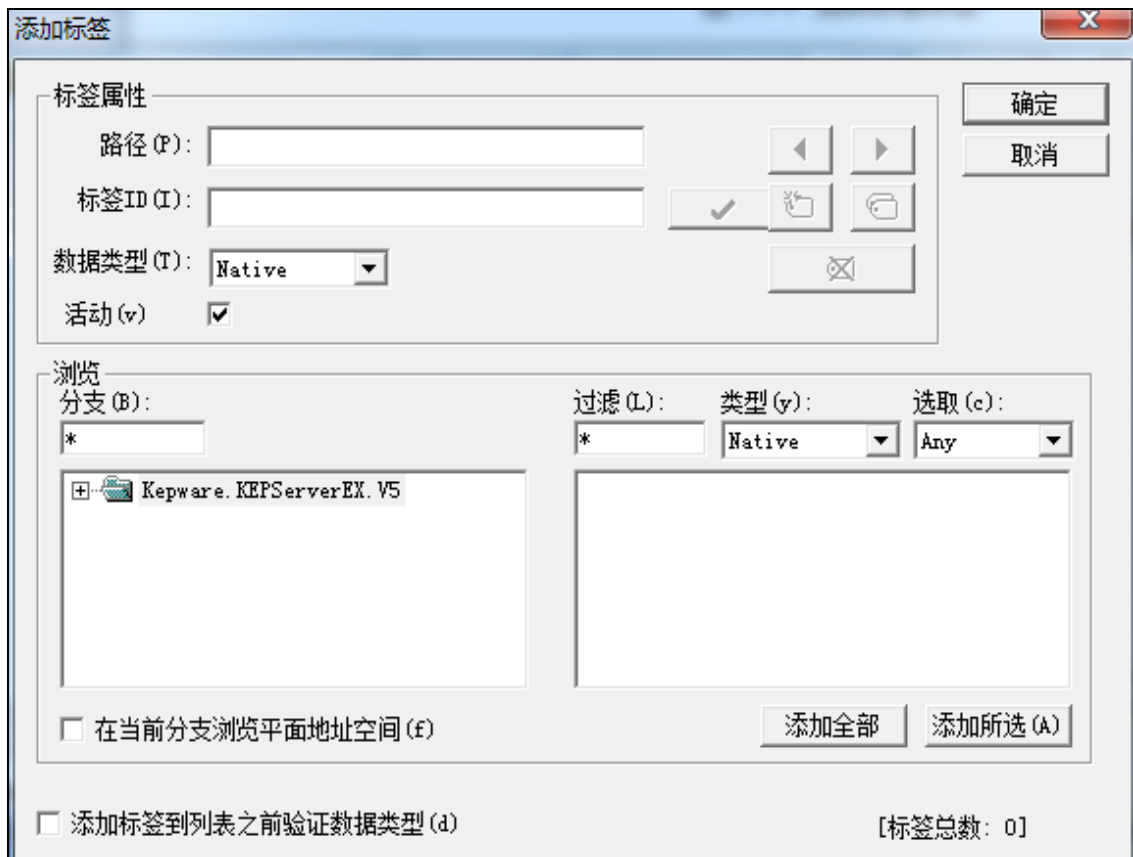 添加标签
标签属性
确定
路径(P):
取消
标签ID(I):
数据类型(T): Native
活动(v)
浏览
分支(B): 过滤(L): 类型(y): 选取(c):
* * Native Any
Kepware.KEPServerEX.V5
在当前分支浏览平面地址空间(f) 添加全部 添加所选(A)
添加标签到列表之前验证数据类型(d) [标签总数: 0]